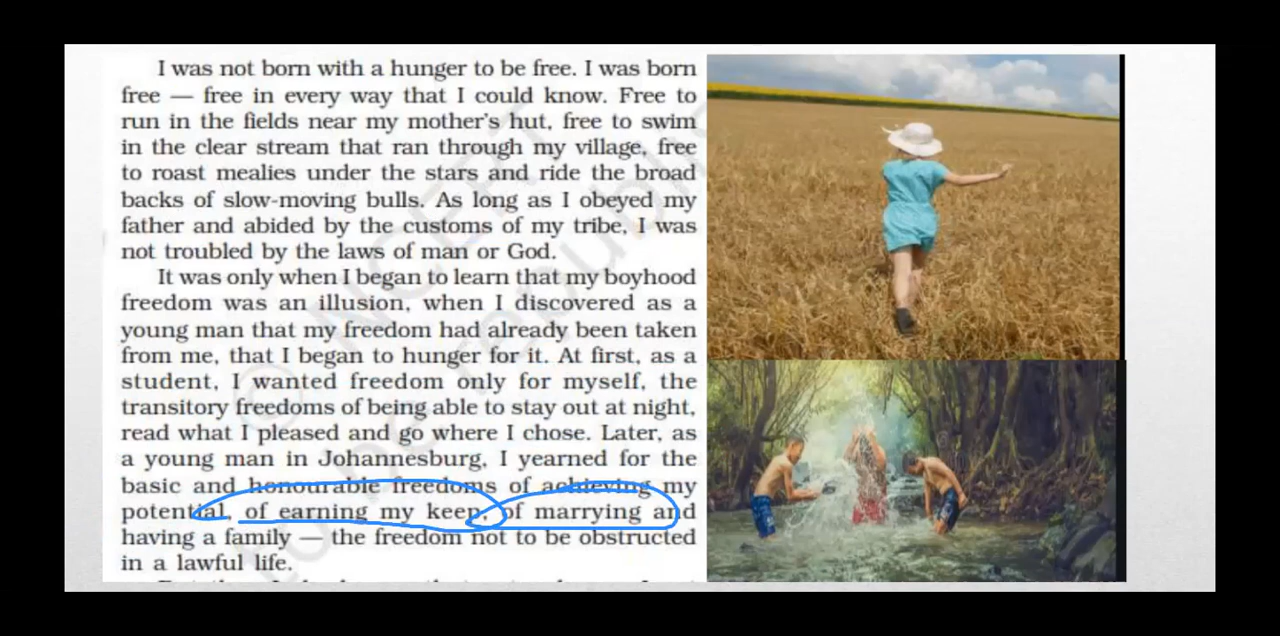 I was not born with a hunger to be free. I was born
free — free in every way that I could know. Free to
run in the fields near my mother's hut, free to swim
in the clear stream that ran through my village, free
to roast mealies under the stars and ride the broad
backs of slow-moving bulls. As long as I obeyed my
father and abided by the customs of my tribe, I was
not troubled by the laws of man or God.
It was only when I began to learn that my boyhood
freedom was an illusion, when I discovered as a
young man that my freedom had already been taken
from me, that I began to hunger for it. At first, as a
student, I wanted freedom only for myself, the
transitory freedoms of being able to stay out at night,
read what I pleased and go where I chose. Later, as
a young man in Johannesburg, I yearned for the
basic and honourable freedoms of achieving my
potential, of earning my keep, of marrying and
having a family — the freedom not to be obstructed
in a lawful life.